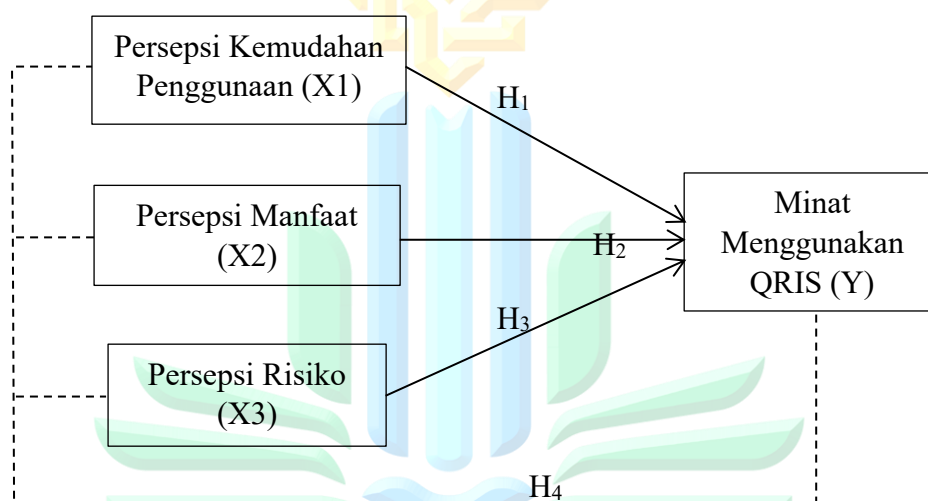 Persepsi Kemudahan
Penggunaan (X1)
H₁
Persepsi Manfaat
(X2)
H₂
Minat
Menggunakan
QRIS (Y)
H₃
Persepsi Risiko
(X3)
H₄